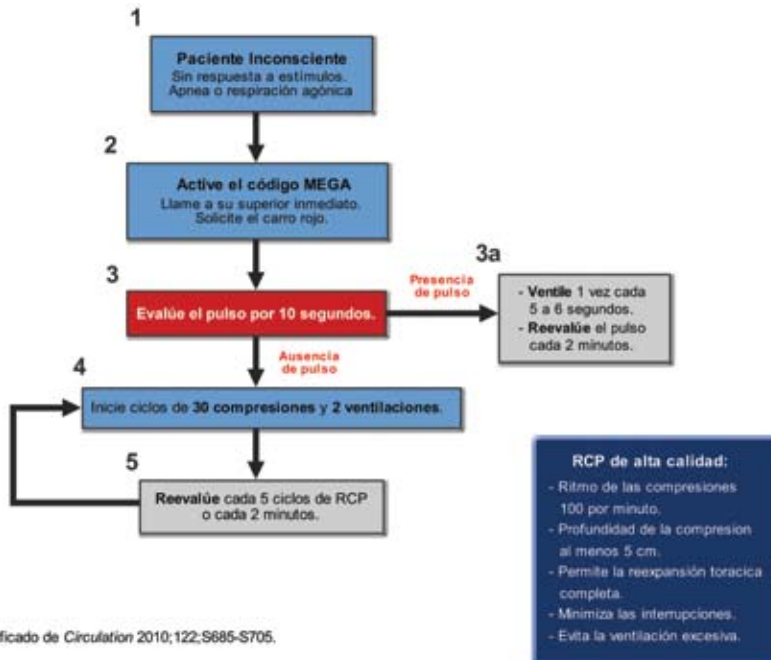 1
Paciente Inconsciente
Sin respuesta a estímulos.
Apnea o respiración agónica
2
Active el código MEGA
Llame a su superior inmediato.
Solicite el carro rojo.
3
Evalúe el pulso por 10 segundos.
Presencia
de pulso
3a
- Ventile 1 vez cada
5 a 6 segundos.
- Reevalúe el pulso
cada 2 minutos.
Ausencia
de pulso
4
Inicie ciclos de 30 compresiones y 2 ventilaciones.
5
Reevalúe cada 5 ciclos de RCP
o cada 2 minutos.
RCP de alta calidad:
- Ritmo de las compresiones
100 por minuto.
- Profundidad de la compresion
al menos 5 cm.
- Permite la reexpansión toracica
completa.
- Minimiza las interrupciones.
- Evita la ventilación excesiva.
ficado de Circulation 2010;122;S685-S705.